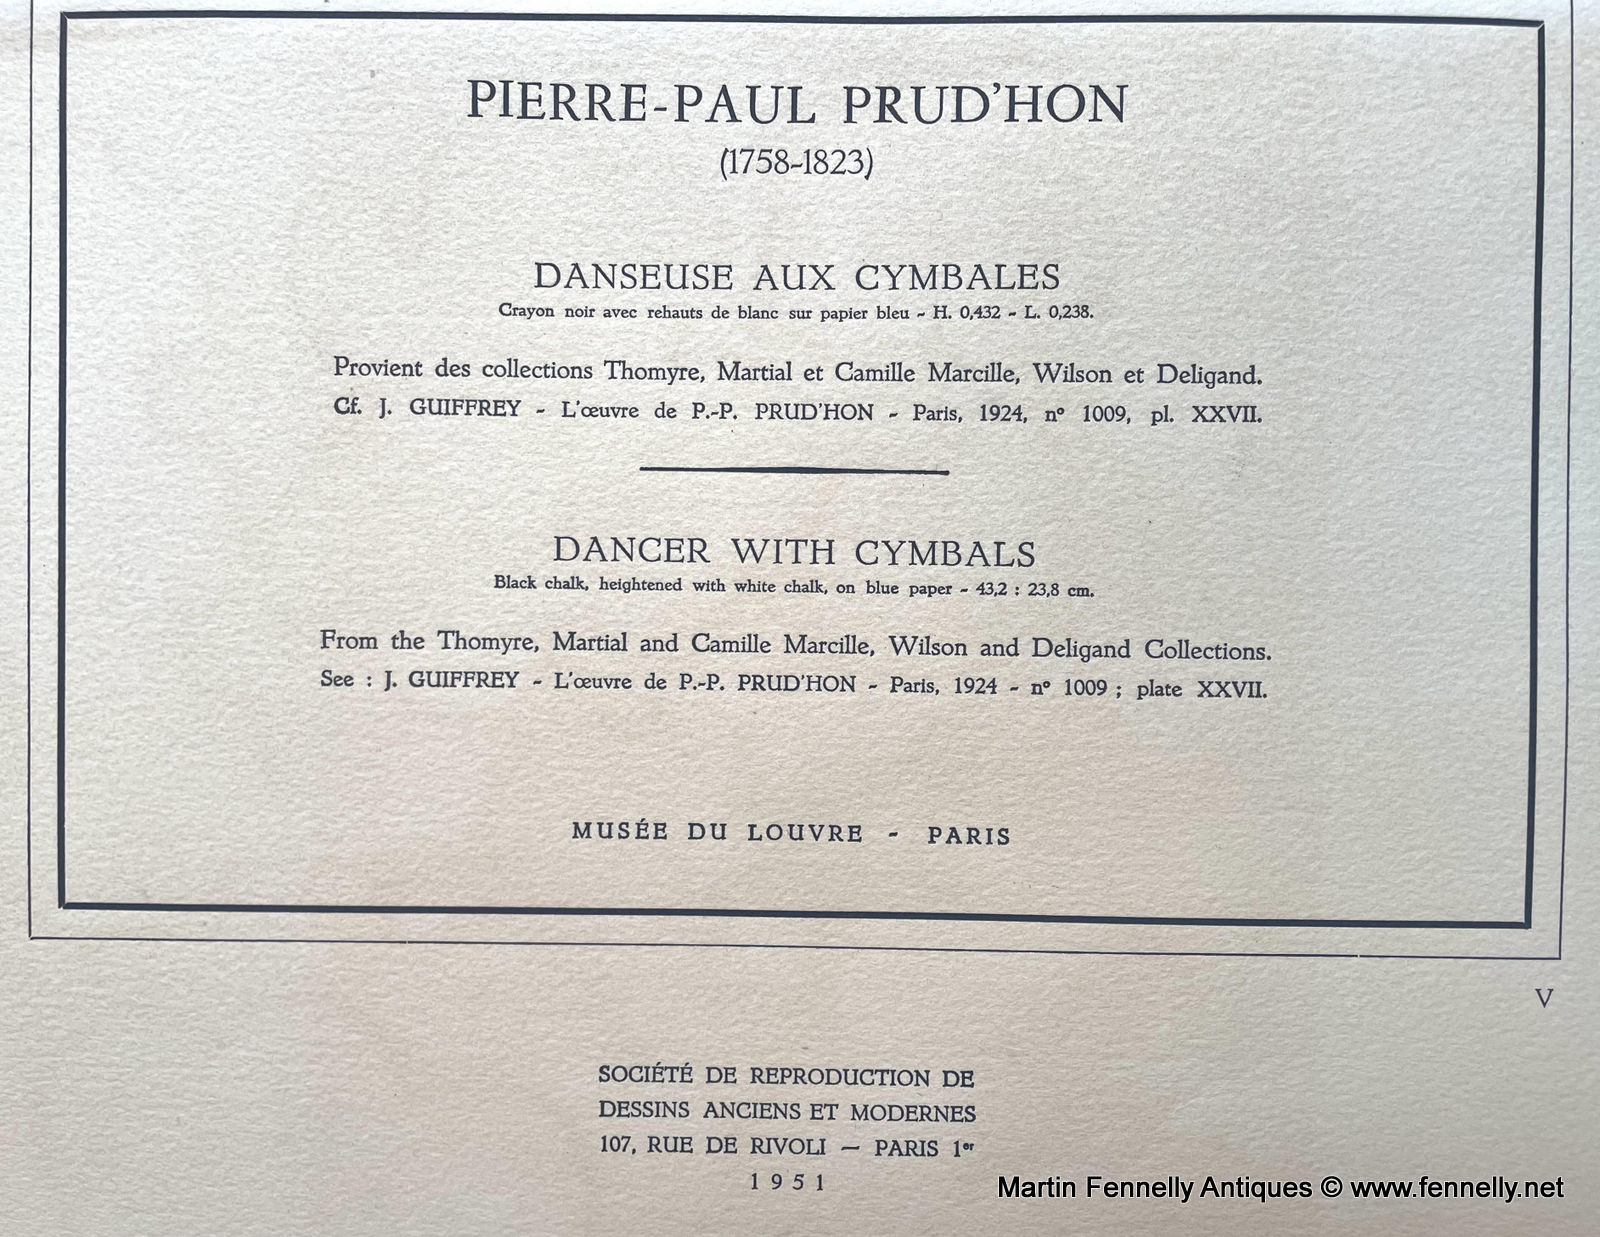 PIERRE-PAUL PRUD'HON
(1758-1823)
DANSEUSE AUX CYMBALES
Crayon noir avec rehauts de blanc sur papier bleu - H. 0,432 - L. 0,238.
Provient des collections Thomyre, Martial et Camille Marcille, Wilson et Deligand.
Cf. J. GUIFFREY - L'œuvre de P.-P. PRUD'HON - Paris, 1924, nº 1009, pl. XXVII.
DANCER WITH CYMBALS
Black chalk, heightened with white chalk, on blue paper - 43,2 : 23,8 cm.
From the Thomyre, Martial and Camille Marcille, Wilson and Deligand Collections.
See : J. GUIFFREY - L'œuvre de P.-P. PRUD'HON - Paris, 1924 - nº 1009 ; plate XXVII.
MUSÉE DU LOUVRE - PARIS
V
SOCIÉTÉ DE REPRODUCTION DE
DESSINS ANCIENS ET MODERNES
107, RUE DE RIVOLI — PARIS 1er
1951
Martin Fennelly Antiques © www.fennelly.net